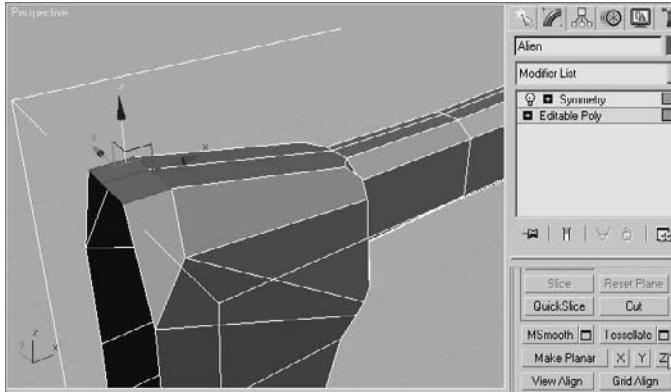 Perspective
Alien
Modifier List
Symmetry
Editable Poly
Slice Reset Plane
QuickSlice Cut
MSmooth Tessellate
Make Planar X Y Z
View Align Grid Align
z
y x
x